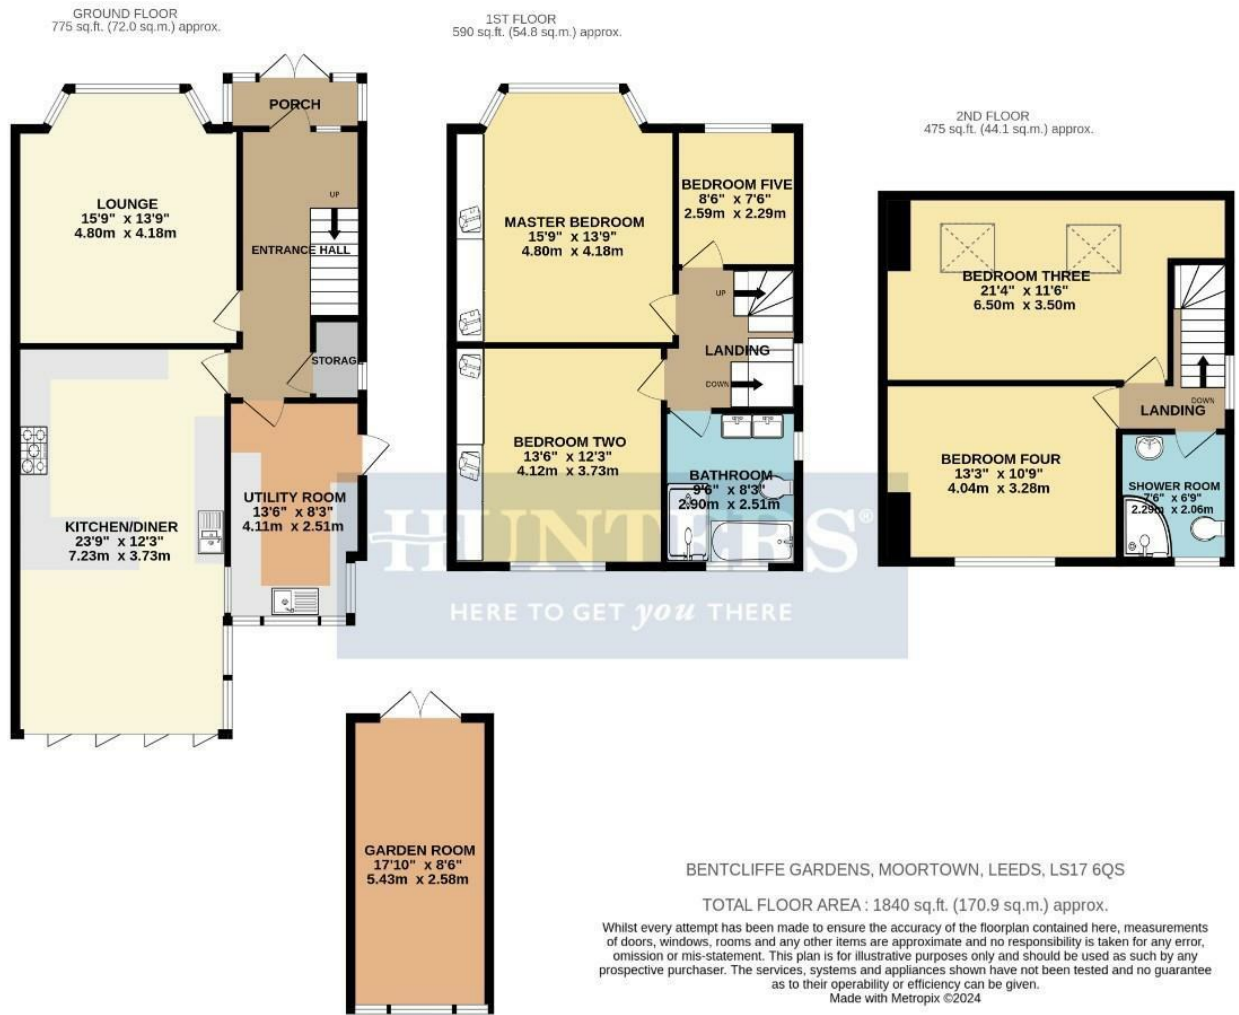 GROUND FLOOR
775 sq.ft. (72.0 sq.m.) approx.
PORCH
LOUNGE
15'9" x 13'9"
4.80m x 4.18m
UP
ENTRANCE HALL
STORAGE
KITCHEN/DINER
23'9" x 12'3"
7.23m x 3.73m
UTILITY ROOM
13'6" x 8'3"
4.11m x 2.51m
1ST FLOOR
590 sq.ft. (54.8 sq.m.) approx.
MASTER BEDROOM
15'9" x 13'9"
4.80m x 4.18m
BEDROOM FIVE
8'6" x 7'6"
2.59m x 2.29m
UP
LANDING
DOWN
BEDROOM TWO
13'6" x 12'3"
4.12m x 3.73m
BATHROOM
9'6" x 8'3"
2.90m x 2.51m
2ND FLOOR
475 sq.ft. (44.1 sq.m.) approx.
BEDROOM THREE
21'4" x 11'6"
6.50m x 3.50m
DOWN
LANDING
BEDROOM FOUR
13'3" x 10'9"
4.04m x 3.28m
SHOWER ROOM
7'6" x 6'9"
2.29m x 2.06m
HUNTERS®
HERE TO GET you THERE
GARDEN ROOM
17'10" x 8'6"
5.43m x 2.58m
BENTCLIFFE GARDENS, MOORTOWN, LEEDS, LS17 6QS
TOTAL FLOOR AREA : 1840 sq.ft. (170.9 sq.m.) approx.
Whilst every attempt has been made to ensure the accuracy of the floorplan contained here, measurements
of doors, windows, rooms and any other items are approximate and no responsibility is taken for any error,
omission or mis-statement. This plan is for illustrative purposes only and should be used as such by any
prospective purchaser. The services, systems and appliances shown have not been tested and no guarantee
as to their operability or efficiency can be given.
Made with Metropix ©2024